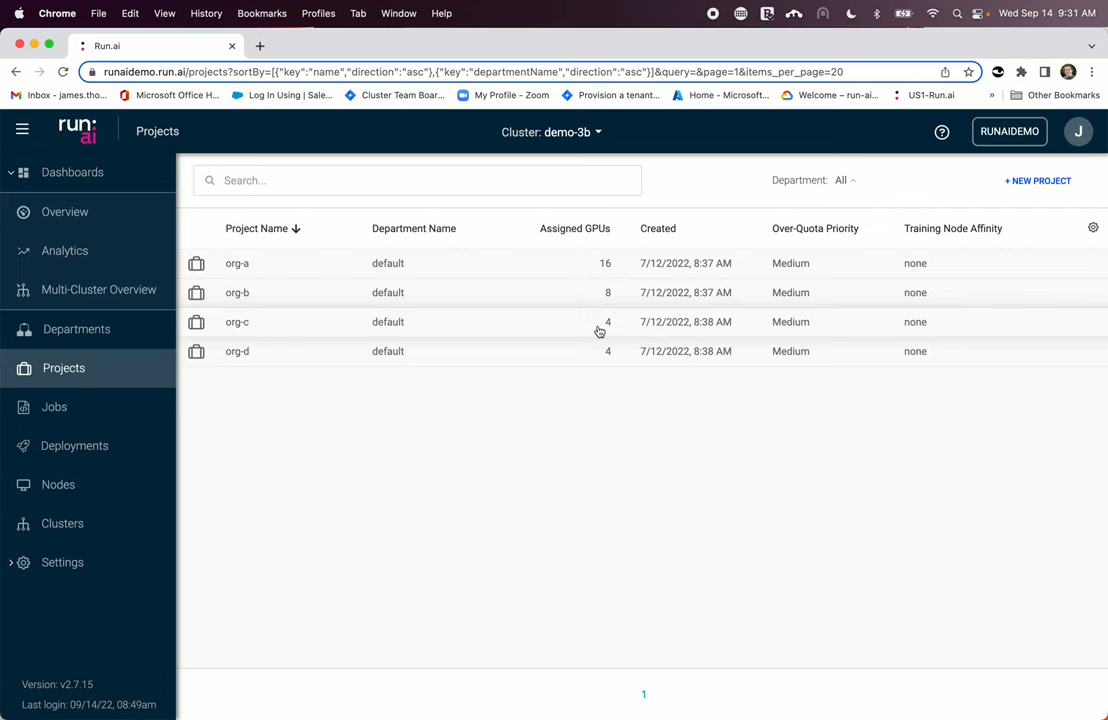 Chrome File Edit View History Bookmarks Profiles Tab Window Help Wed Sep 14 9:31 AM
Run.ai
runaidemo.run.ai/projects?sortBy=[{"key":"name","direction":"asc"},{"key":"departmentName","direction":"asc"}]&query=&page=1&items_per_page=20
Inbox - james.tho... Microsoft Office H... Log In Using | Sale... Cluster Team Boar... My Profile - Zoom Provision a tenant... Home - Microsoft... Welcome – run-ai... US1-Run.ai » Other Bookmarks
run: ai Projects Cluster: demo-3b RUNAIDEMO J
Dashboards
Overview
Analytics
Multi-Cluster Overview
Departments
Projects
Jobs
Deployments
Nodes
Clusters
Settings
Version: v2.7.15
Last login: 09/14/22, 08:49am
Search... Department: All + NEW PROJECT
Project Name Department Name Assigned GPUs Created Over-Quota Priority Training Node Affinity
org-a default 16 7/12/2022, 8:37 AM Medium none
org-b default 8 7/12/2022, 8:37 AM Medium none
org-c default 4 7/12/2022, 8:38 AM Medium none
org-d default 4 7/12/2022, 8:38 AM Medium none
1